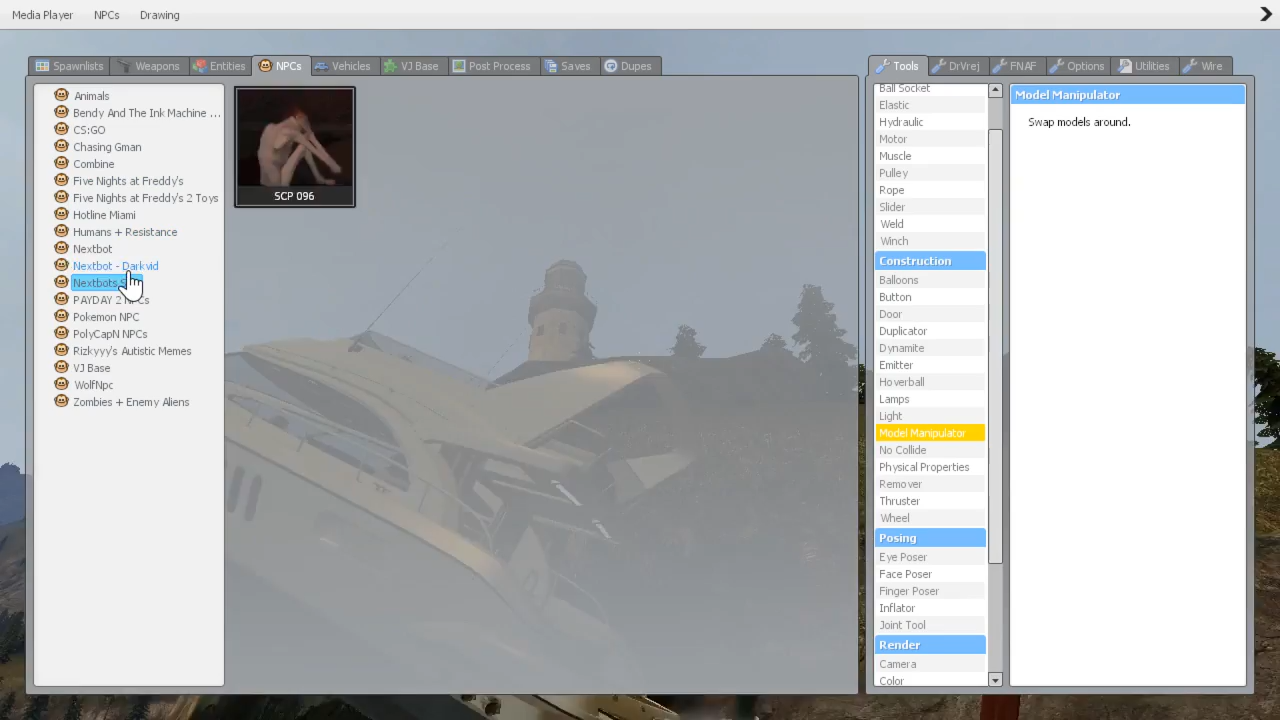 Media Player NPCs Drawing
Spawnlists Weapons Entities NPCs Vehicles VJ Base Post Process Saves Dupes
Animals
Bendy And The Ink Machine ...
CS:GO
Chasing Gman
Combine
Five Nights at Freddy's
Five Nights at Freddy's 2 Toys
Hotline Miami
Humans + Resistance
Nextbot
Nextbot - Darkvid
Nextbots
PAYDAY 2
Pokemon NPC
PolyCapN NPCs
Rizkyyy's Autistic Memes
VJ Base
WolfNpc
Zombies + Enemy Aliens
SCP 096
Tools DrVrej FNAF Options Utilities Wire
Ball Socket
Elastic
Hydraulic
Motor
Muscle
Pulley
Rope
Slider
Weld
Winch
Construction
Balloons
Button
Door
Duplicator
Dynamite
Emitter
Hoverball
Lamps
Light
Model Manipulator
No Collide
Physical Properties
Remover
Thruster
Wheel
Posing
Eye Poser
Face Poser
Finger Poser
Inflator
Joint Tool
Render
Camera
Color
Model Manipulator
Swap models around.